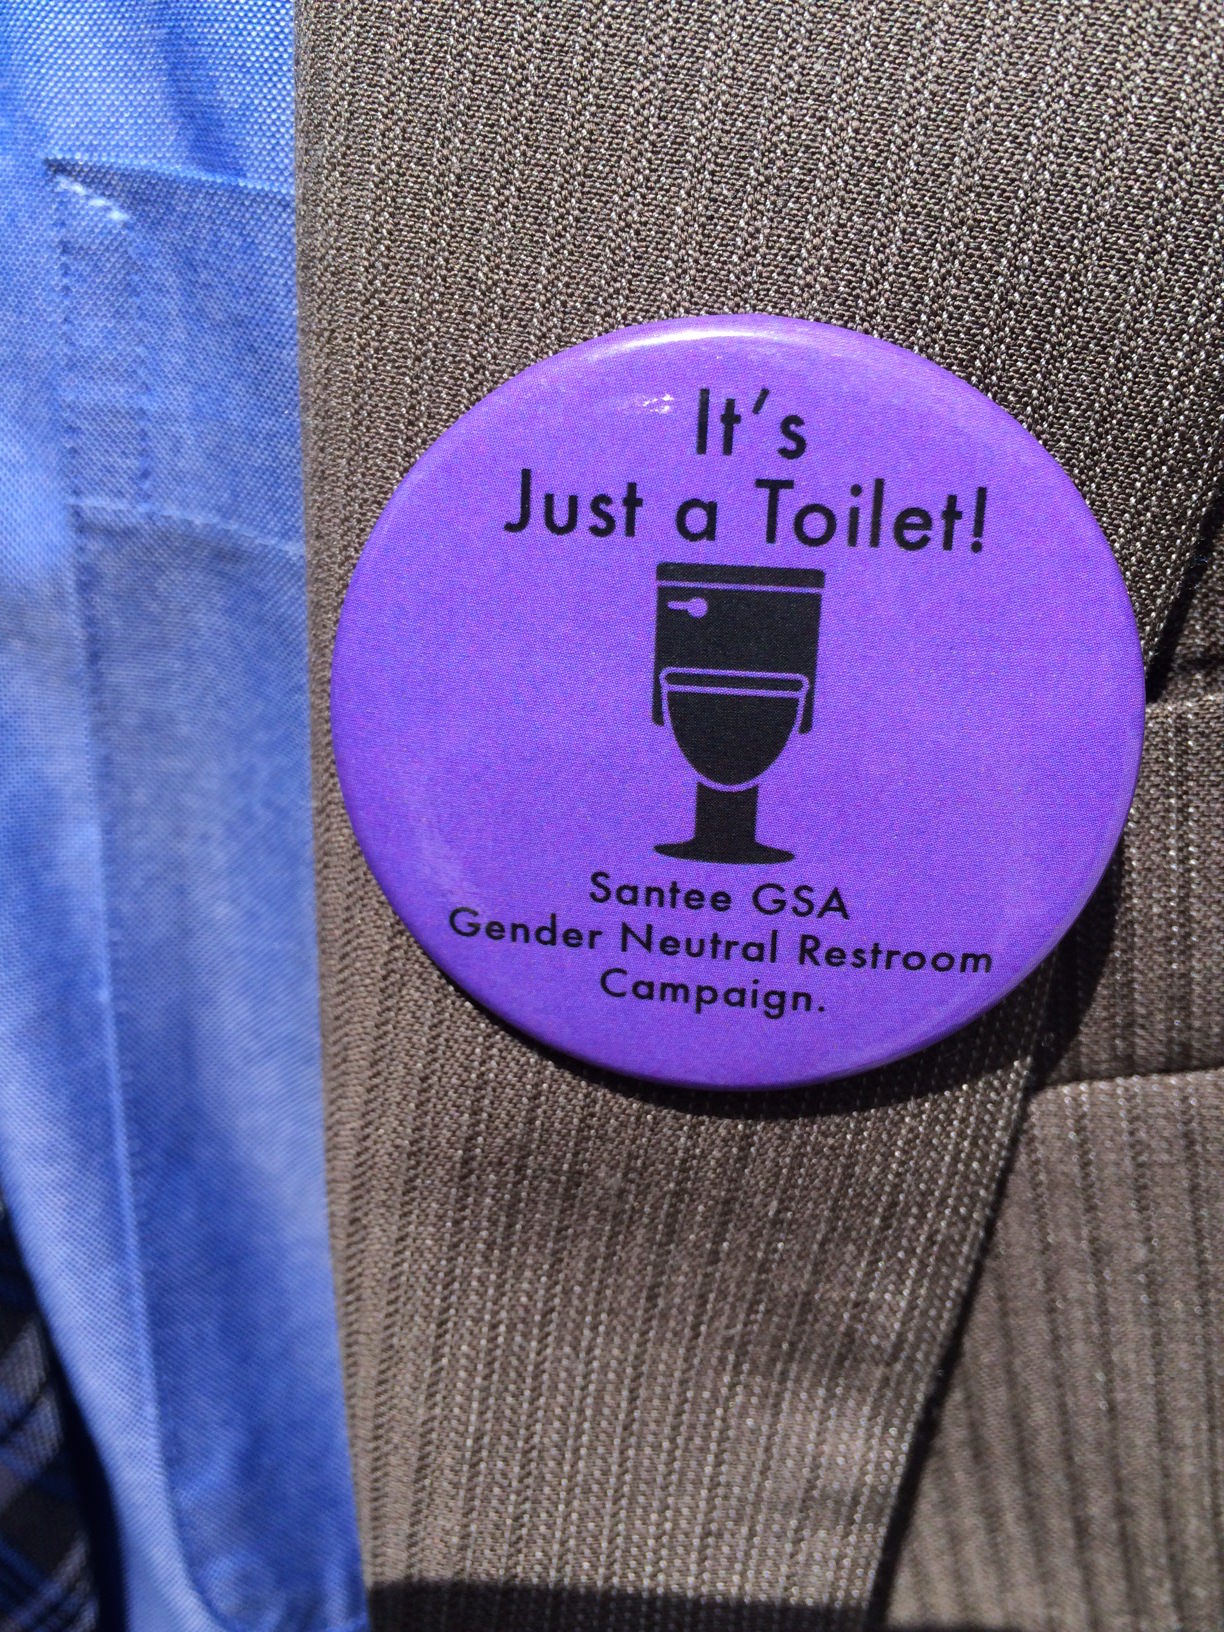 It's
Just a Toilet!
Santee GSA
Gender Neutral Restroom
Campaign.